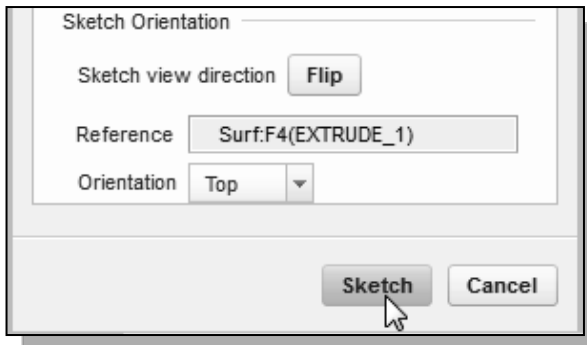 Sketch Orientation
Sketch view direction Flip
Reference Surf:F4(EXTRUDE_1)
Orientation Top
Sketch Cancel